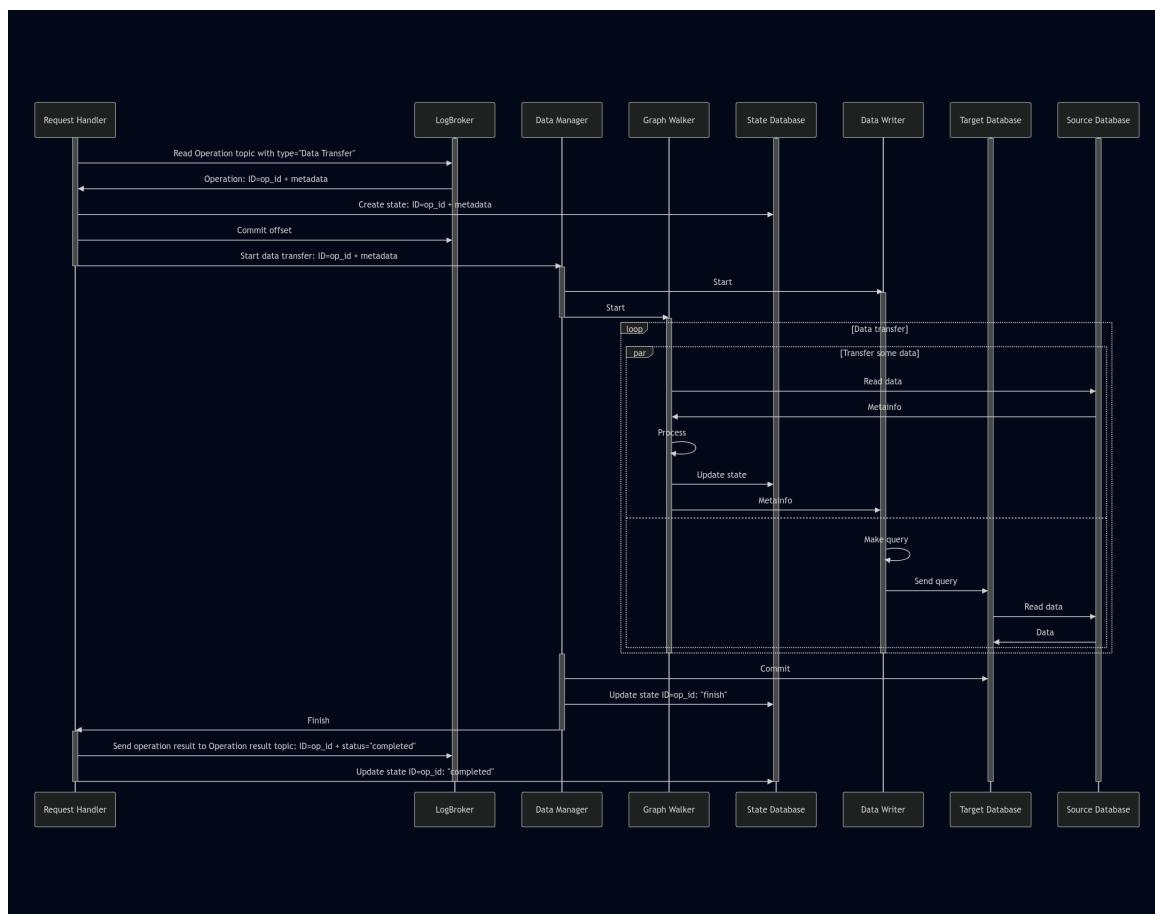 Request Handler
LogBroker
Data Manager
Graph Walker
State Database
Data Writer
Target Database
Source Database
Read Operation topic with type="Data Transfer"
Operation: ID=op_id + metadata
Create state: ID=op_id + metadata
Commit offset
Start data transfer: ID=op_id + metadata
Start
Start
loop
[Data transfer]
par
[Transfer some data]
Read data
Metainfo
Process
Update state
Metainfo
Make query
Send query
Read data
Data
Commit
Update state ID=op_id: "finish"
Finish
Send operation result to Operation result topic: ID=op_id + status="completed"
Update state ID=op_id: "completed"
Request Handler
LogBroker
Data Manager
Graph Walker
State Database
Data Writer
Target Database
Source Database